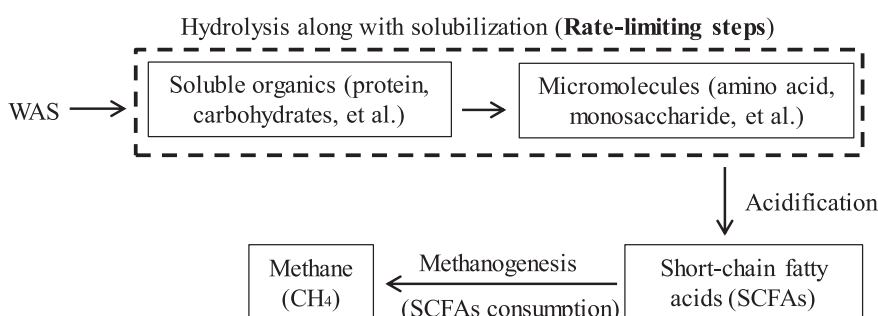 Hydrolysis along with solubilization (Rate-limiting steps)
WAS
Soluble organics (protein,
carbohydrates, et al.)
Micromolecules (amino acid,
monosaccharide, et al.)
Acidification
Short-chain fatty
acids (SCFAs)
Methanogenesis
(SCFAs consumption)
Methane
(CH4)